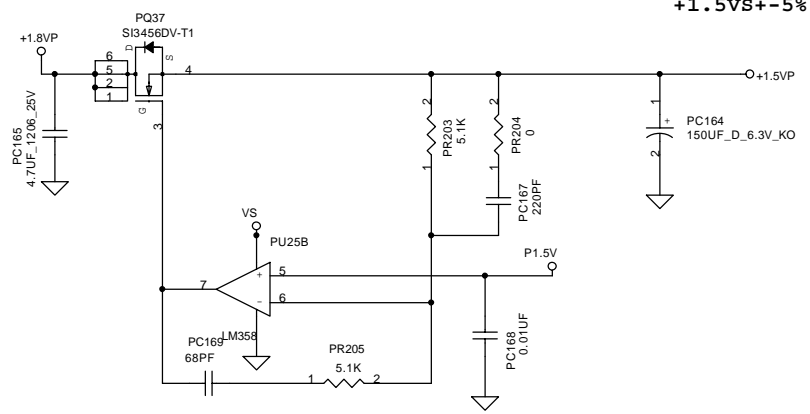 +1.5VS+-5%
PQ37
SI3456DV-T1
+1.8VP
D
S
6
5
2
1
4
G
3
+1.5VP
PC165
4.7UF_1206_25V
2
PR203
5.1K
1
2
PR204
0
1
PC167
220PF
1
+
2
PC164
150UF_D_6.3V_KO
VS
PU25B
P1.5V
7
+
5
-
6
LM358
PC168
0.01UF
PC169
68PF
PR205
5.1K
1
2